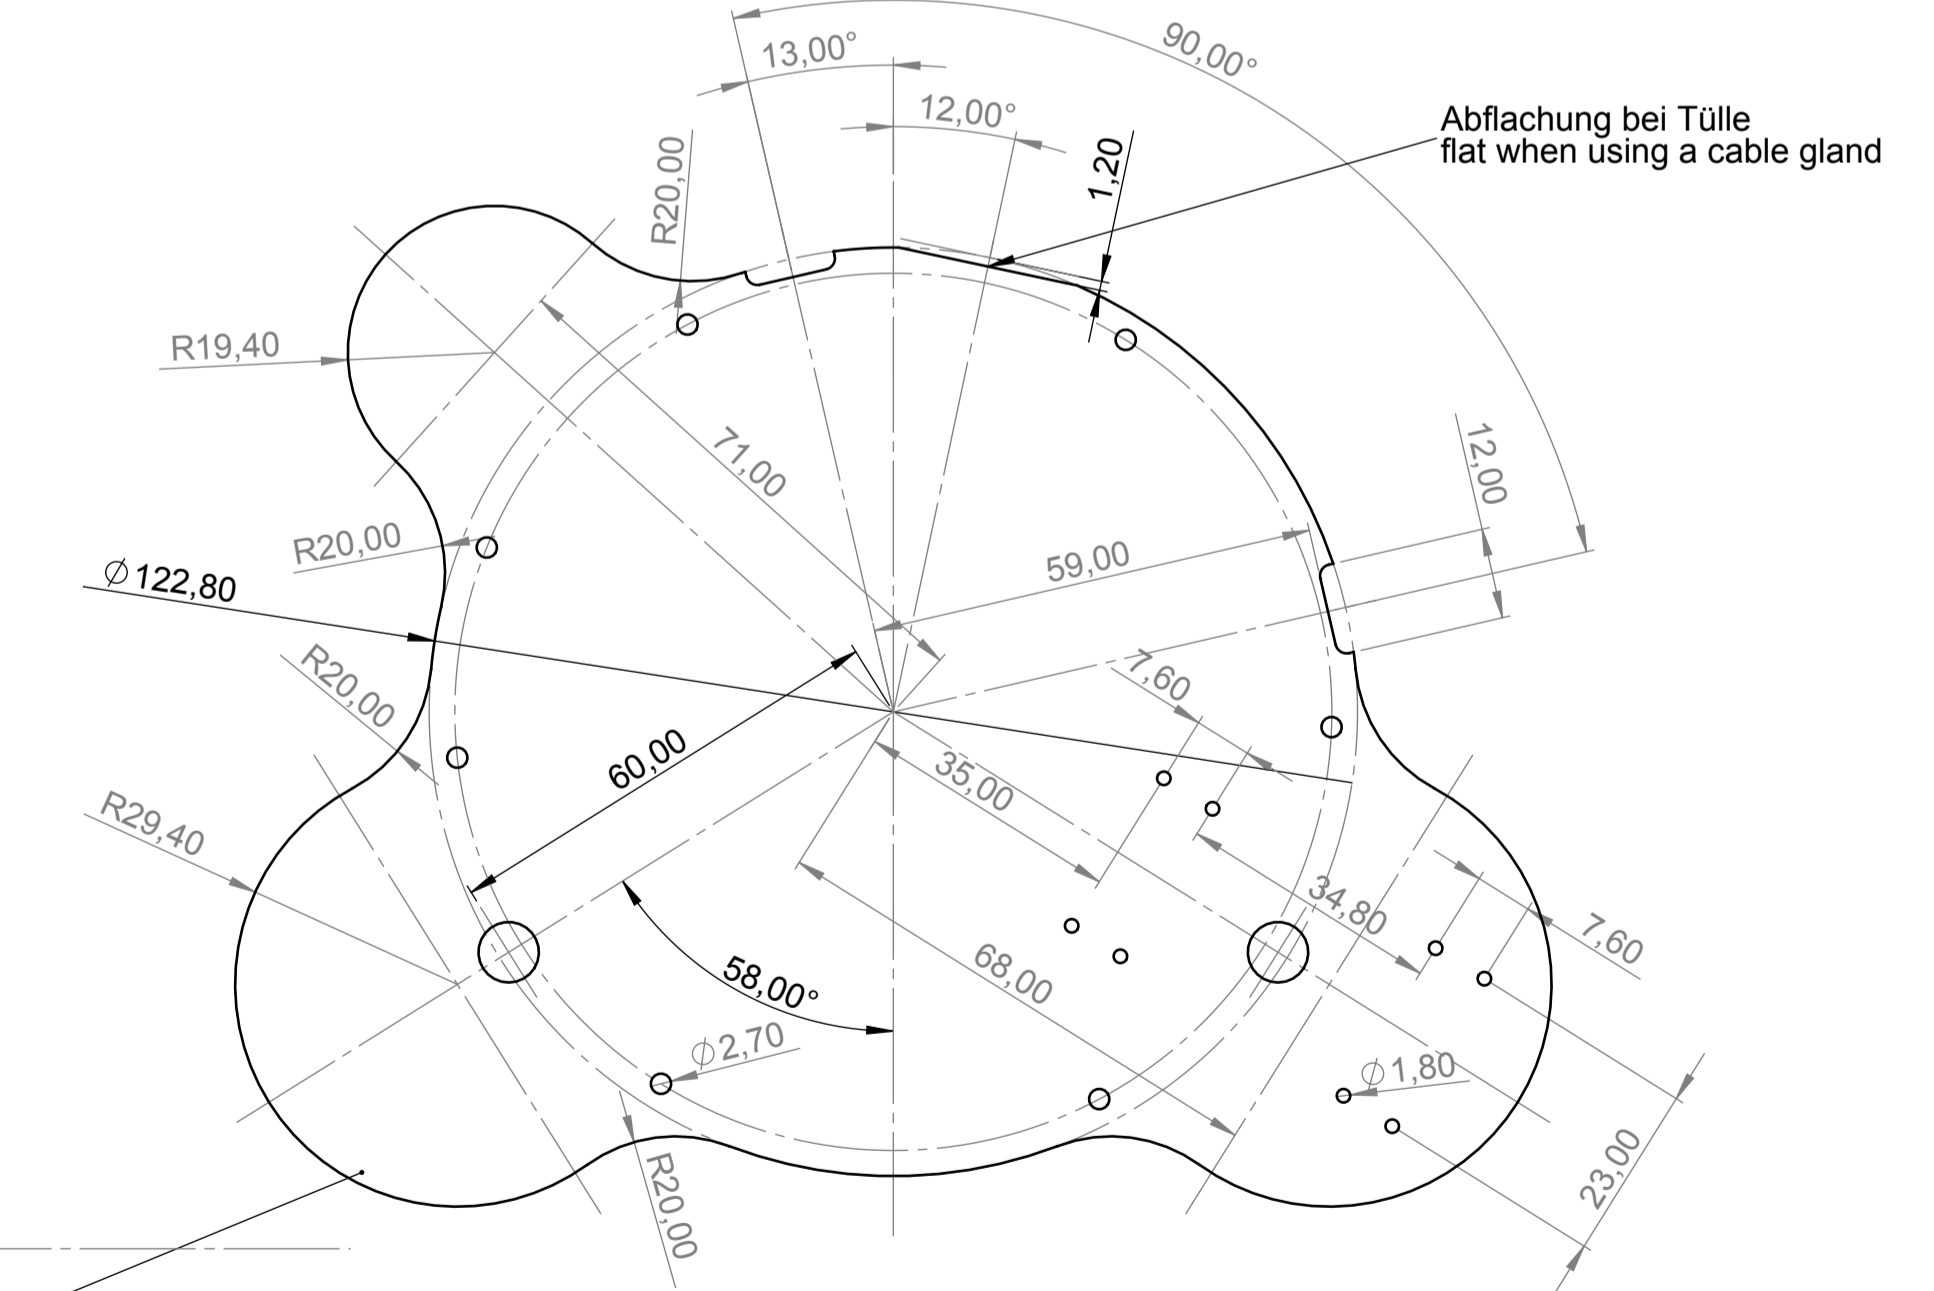 90,00°
13,00°
12,00°
Abflachung bei Tülle
flat when using a cable gland
1,20
R20,00
R19,40
71,00
12,00
R20,00
59,00
∅ 122,80
R20,00
7,60
60,00
35,00
R29,40
34,80
7,60
68,00
58,00°
∅ 2,70
∅ 1,80
23,00
R20,00